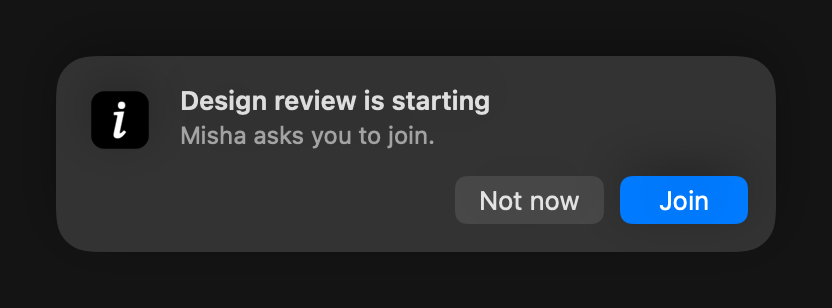 i
Design review is starting
Misha asks you to join.
Not now
Join